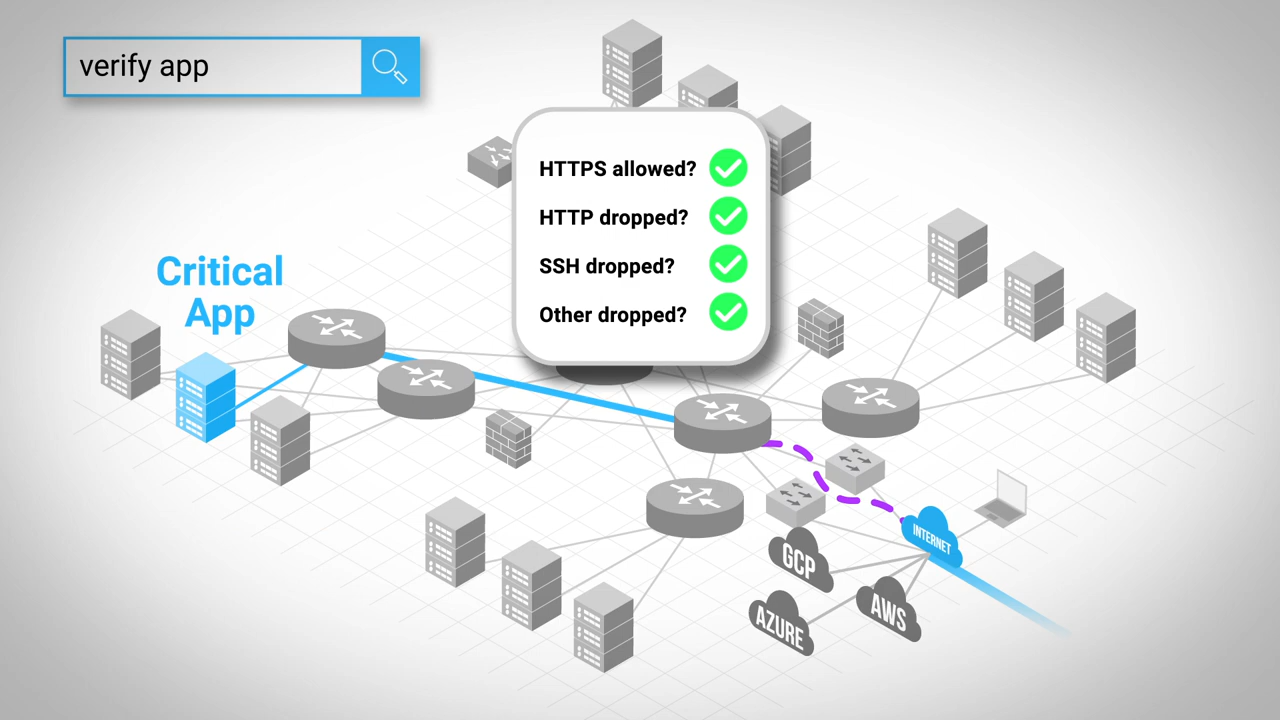 verify app
HTTPS allowed?
HTTP dropped?
SSH dropped?
Other dropped?
Critical
App
INTERNET
GCP
AWS
AZURE